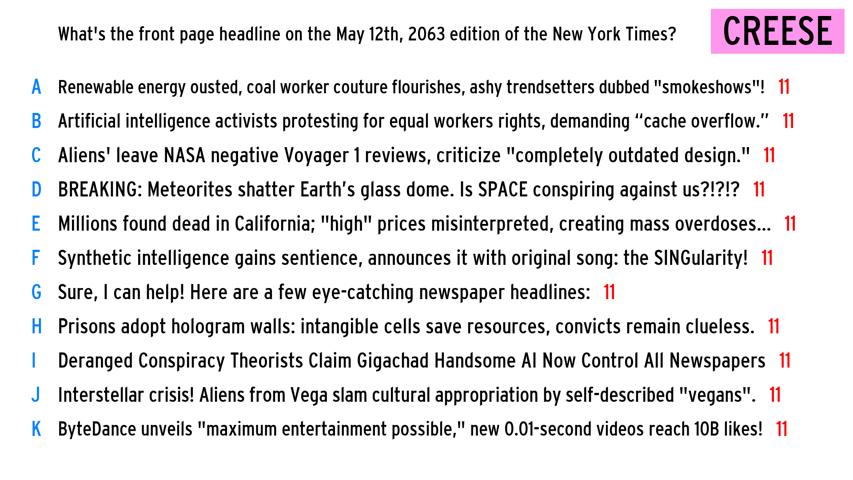 What's the front page headline on the May 12th, 2063 edition of the New York Times? CREESE
A Renewable energy ousted, coal worker couture flourishes, ashy trendsetters dubbed "smokeshows"! 11
B Artificial intelligence activists protesting for equal workers rights, demanding “cache overflow.” 11
C Aliens' leave NASA negative Voyager 1 reviews, criticize "completely outdated design." 11
D BREAKING: Meteorites shatter Earth’s glass dome. Is SPACE conspiring against us?!?!? 11
E Millions found dead in California; "high" prices misinterpreted, creating mass overdoses... 11
F Synthetic intelligence gains sentience, announces it with original song: the SINGularity! 11
G Sure, I can help! Here are a few eye-catching newspaper headlines: 11
H Prisons adopt hologram walls: intangible cells save resources, convicts remain clueless. 11
I Deranged Conspiracy Theorists Claim Gigachad Handsome AI Now Control All Newspapers 11
J Interstellar crisis! Aliens from Vega slam cultural appropriation by self-described "vegans". 11
K ByteDance unveils "maximum entertainment possible," new 0.01-second videos reach 10B likes! 11